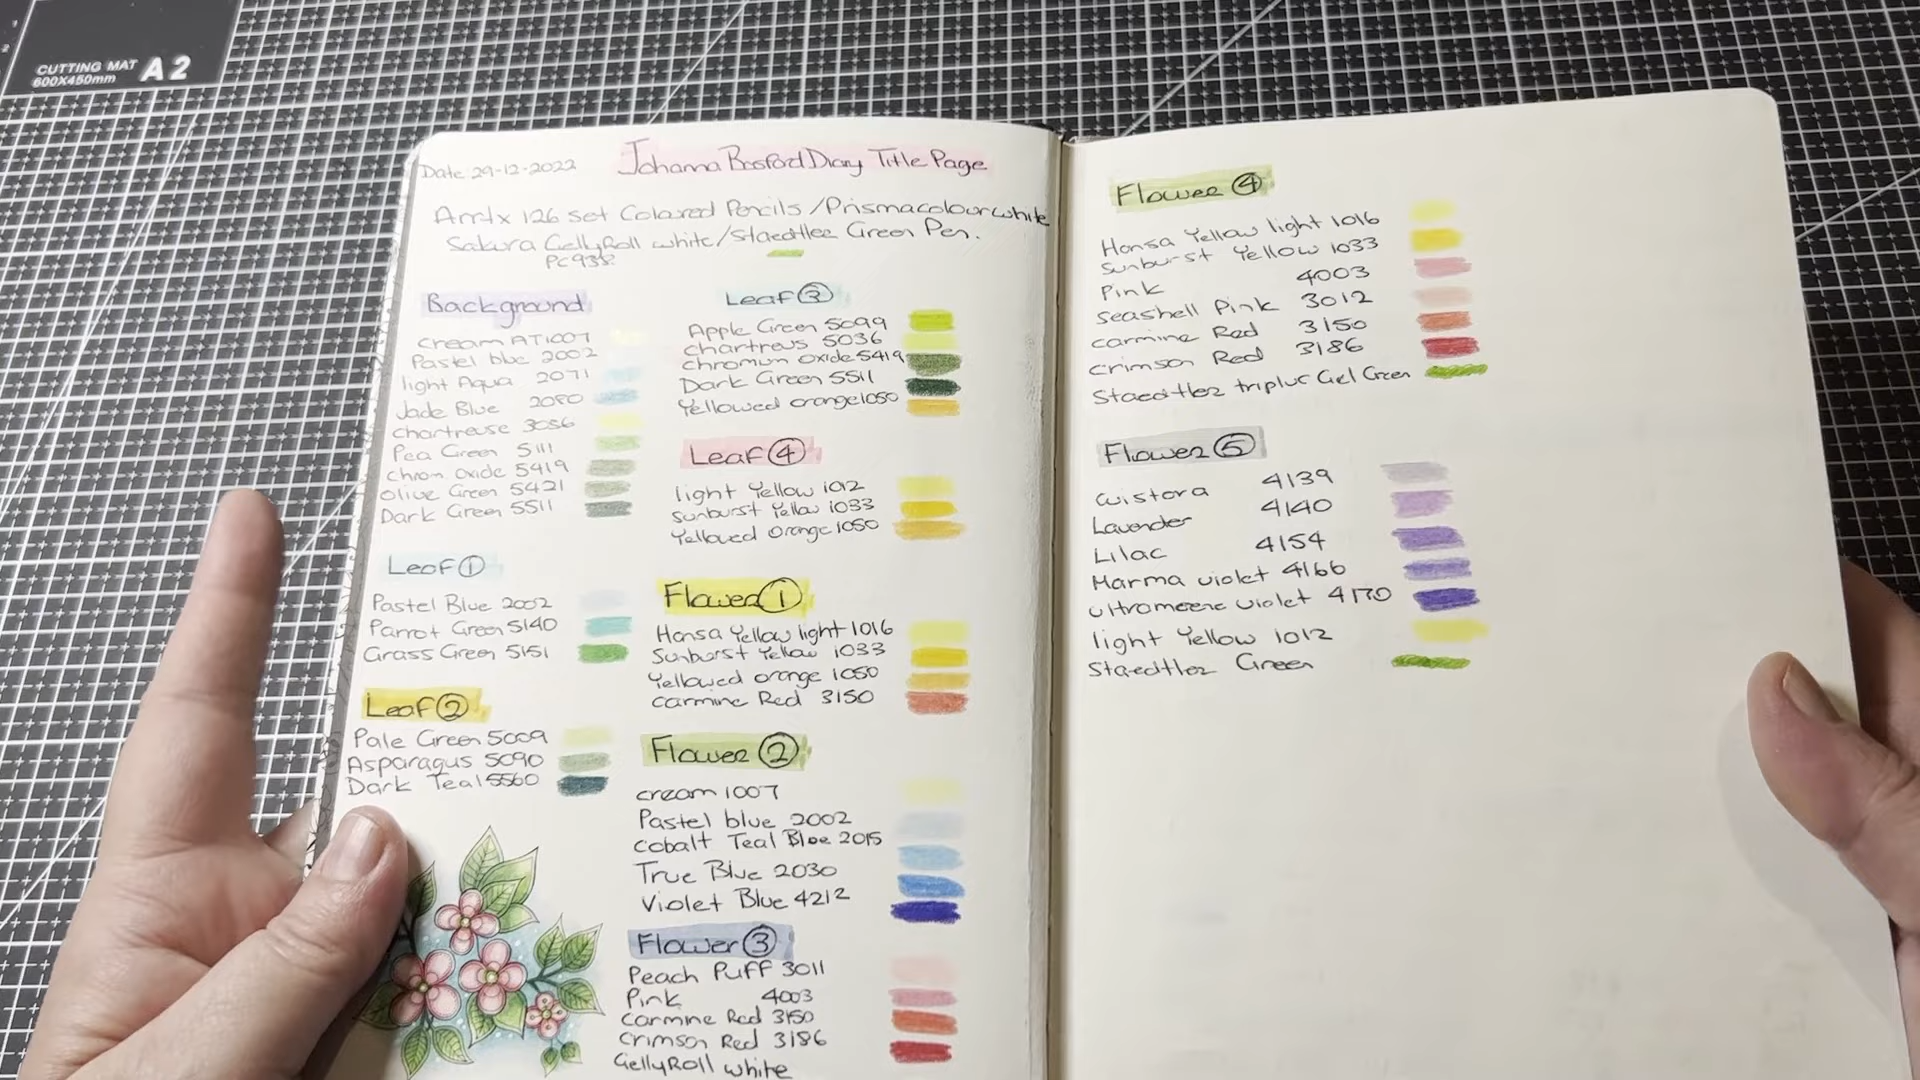 CUTTING MAT A2
600X450mm
Date 29-12-2022
Johanna Basford Diary Title Page
Arrtx 126 set Colored Pencils /Prismacolour white
Sakura GellyRoll white/Staedtler Green Pen.
PC938
Background
cream AT1007
Pastel blue 2002
light Aqua 2071
Jade Blue 2080
Chartreuse 3036
Pea Green 5111
chrom oxide 5419
Olive Green 5421
Dark Green 5511
Leaf 1
Pastel Blue 2002
Parrot Green 5140
Grass Green 5151
Leaf 2
Pale Green 5009
Asparagus 5090
Dark Teal 5560
Leaf 3
Apple Green 5099
chartreus 5036
chromum oxide 5419
Dark Green 5511
Yellowed orange 1050
Leaf 4
light Yellow 1012
Sunburst Yellow 1033
Yellowed Orange 1050
Flower 1
Hansa Yellow light 1016
Sunburst Yellow 1033
Yellowed orange 1050
Carmine Red 3150
Flower 2
cream 1007
Pastel blue 2002
cobalt Teal Blue 2015
True Blue 2030
Violet Blue 4212
Flower 3
Peach Puff 3011
Pink 4003
Carmine Red 3150
Crimson Red 3186
GellyRoll white
Flower 4
Hansa Yellow light 1016
Sunburst Yellow 1033
Pink 4003
Seashell Pink 3012
carmine Red 3150
crimson Red 3186
Staedtler triplus Gel Green
Flower 5
wistora 4139
Lavender 4140
Lilac 4154
Marma violet 4166
ultramerene violet 4170
light Yellow 1012
Staedtler Green